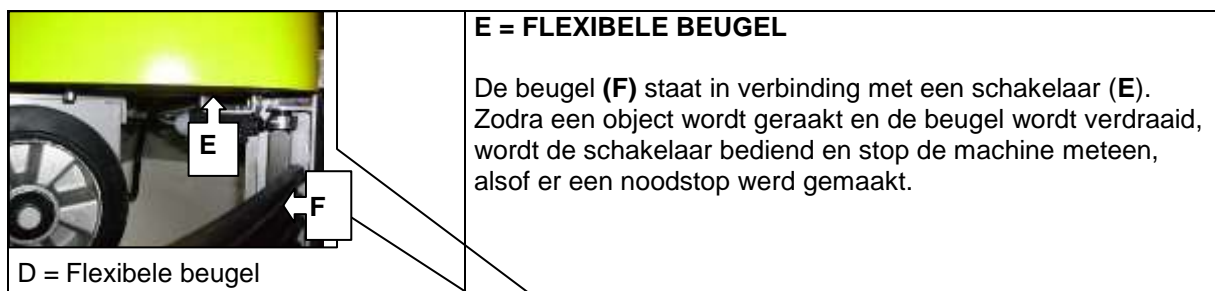 E
F
D = Flexibele beugel
E = FLEXIBELE BEUGEL
De beugel (F) staat in verbinding met een schakelaar (E).
Zodra een object wordt geraakt en de beugel wordt verdraaid,
wordt de schakelaar bediend en stop de machine meteen,
alsof er een noodstop werd gemaakt.